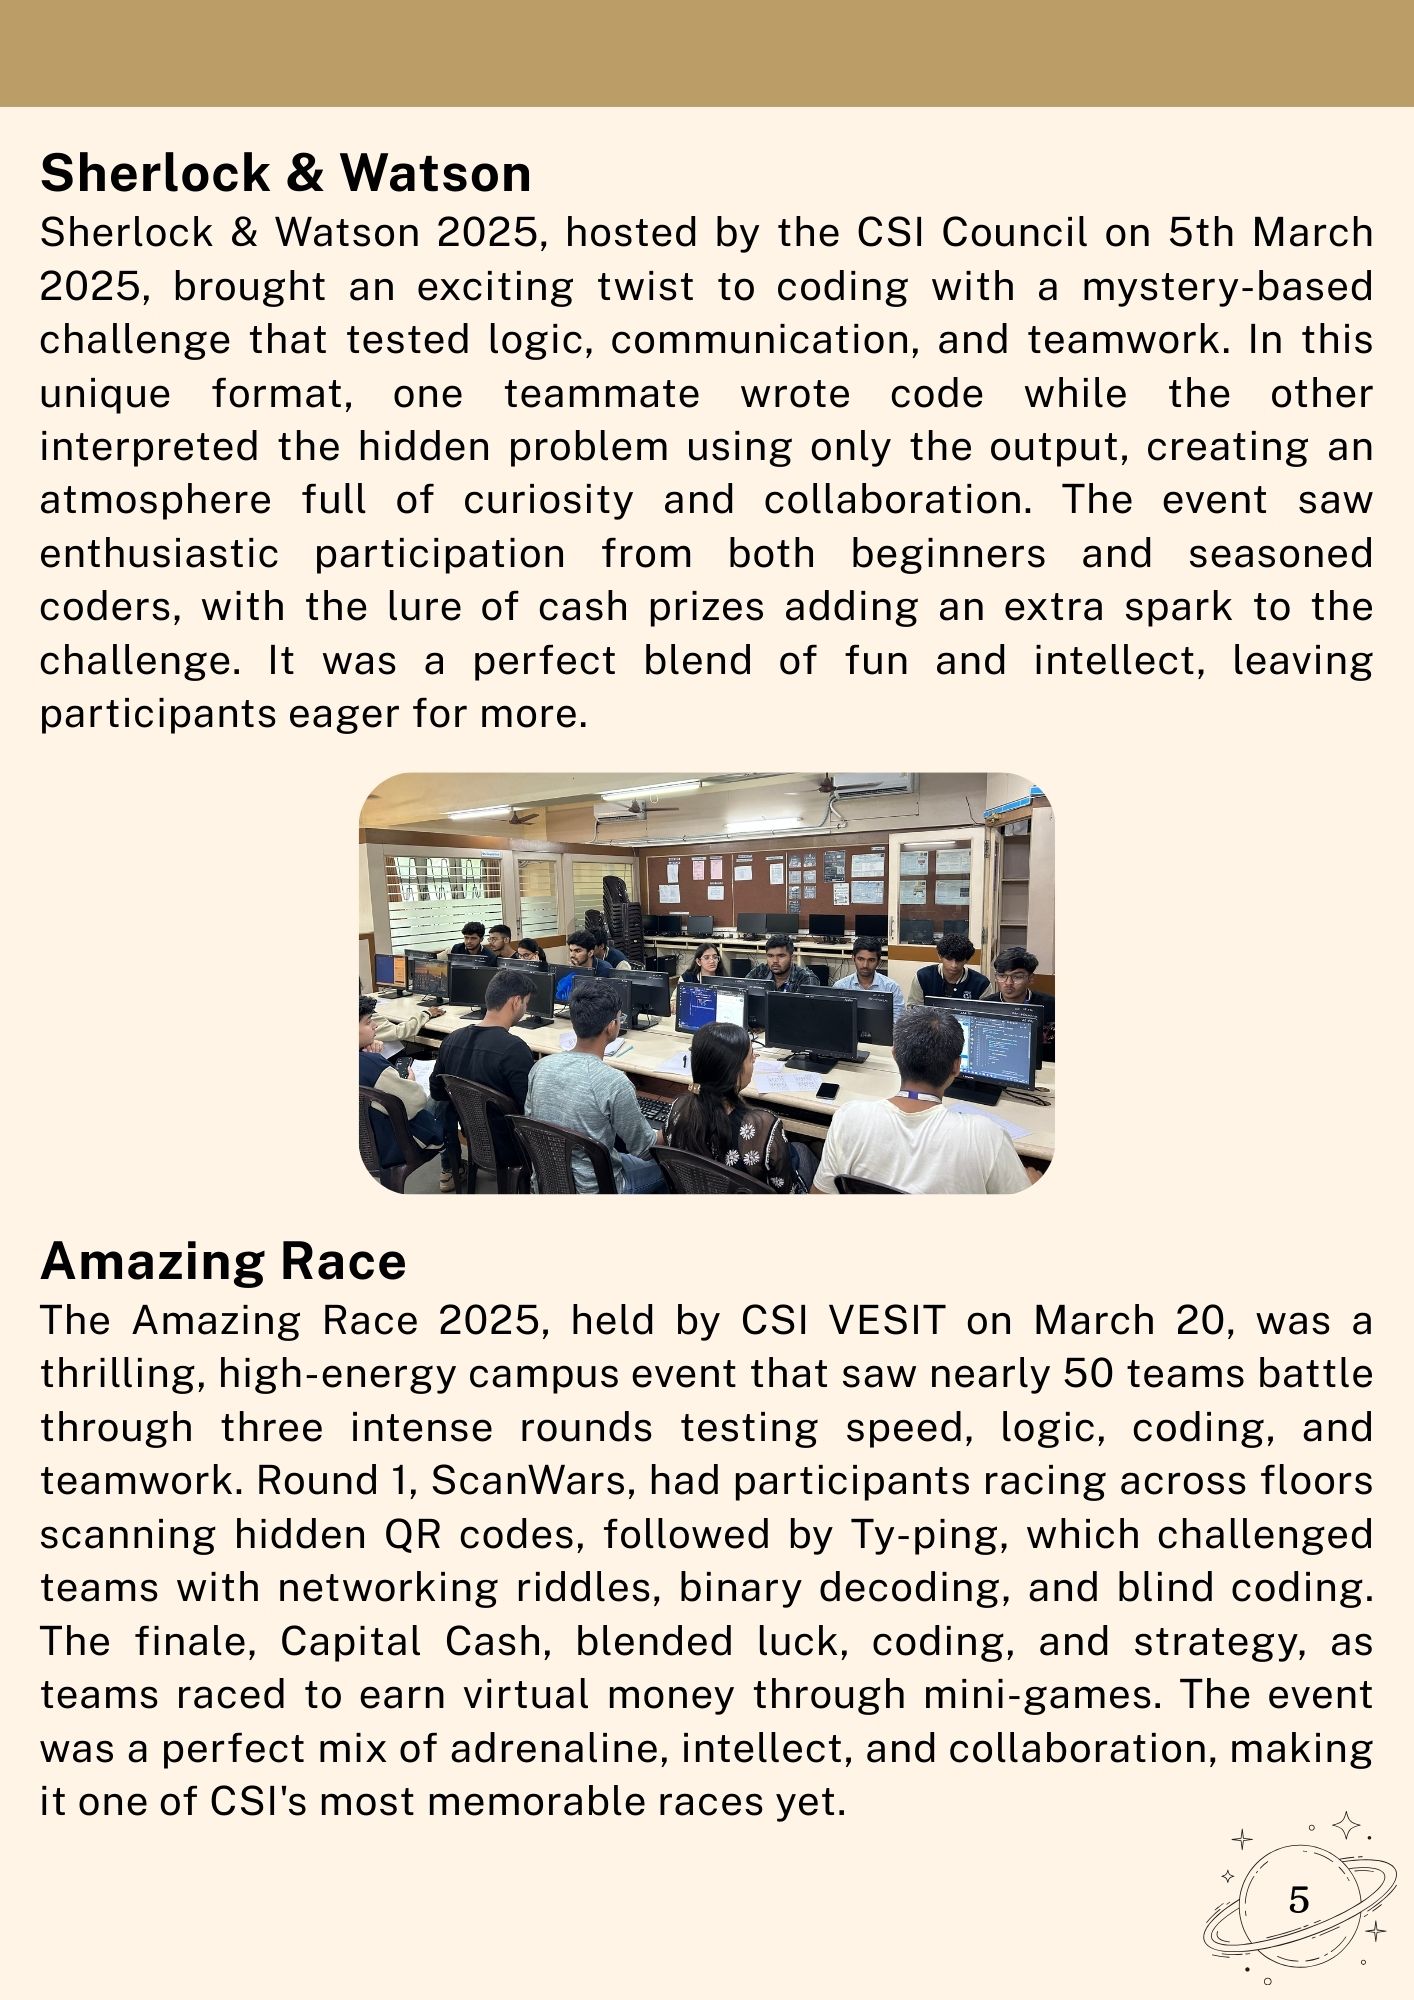 Sherlock & Watson
Sherlock & Watson 2025, hosted by the CSI Council on 5th March
2025, brought an exciting twist to coding with a mystery-based
challenge that tested logic, communication, and teamwork. In this
unique format, one teammate wrote code while the other
interpreted the hidden problem using only the output, creating an
atmosphere full of curiosity and collaboration. The event saw
enthusiastic participation from both beginners and seasoned
coders, with the lure of cash prizes adding an extra spark to the
challenge. It was a perfect blend of fun and intellect, leaving
participants eager for more.
Amazing Race
The Amazing Race 2025, held by CSI VESIT on March 20, was a
thrilling, high-energy campus event that saw nearly 50 teams battle
through three intense rounds testing speed, logic, coding, and
teamwork. Round 1, ScanWars, had participants racing across floors
scanning hidden QR codes, followed by Ty-ping, which challenged
teams with networking riddles, binary decoding, and blind coding.
The finale, Capital Cash, blended luck, coding, and strategy, as
teams raced to earn virtual money through mini-games. The event
was a perfect mix of adrenaline, intellect, and collaboration, making
it one of CSI's most memorable races yet.
5